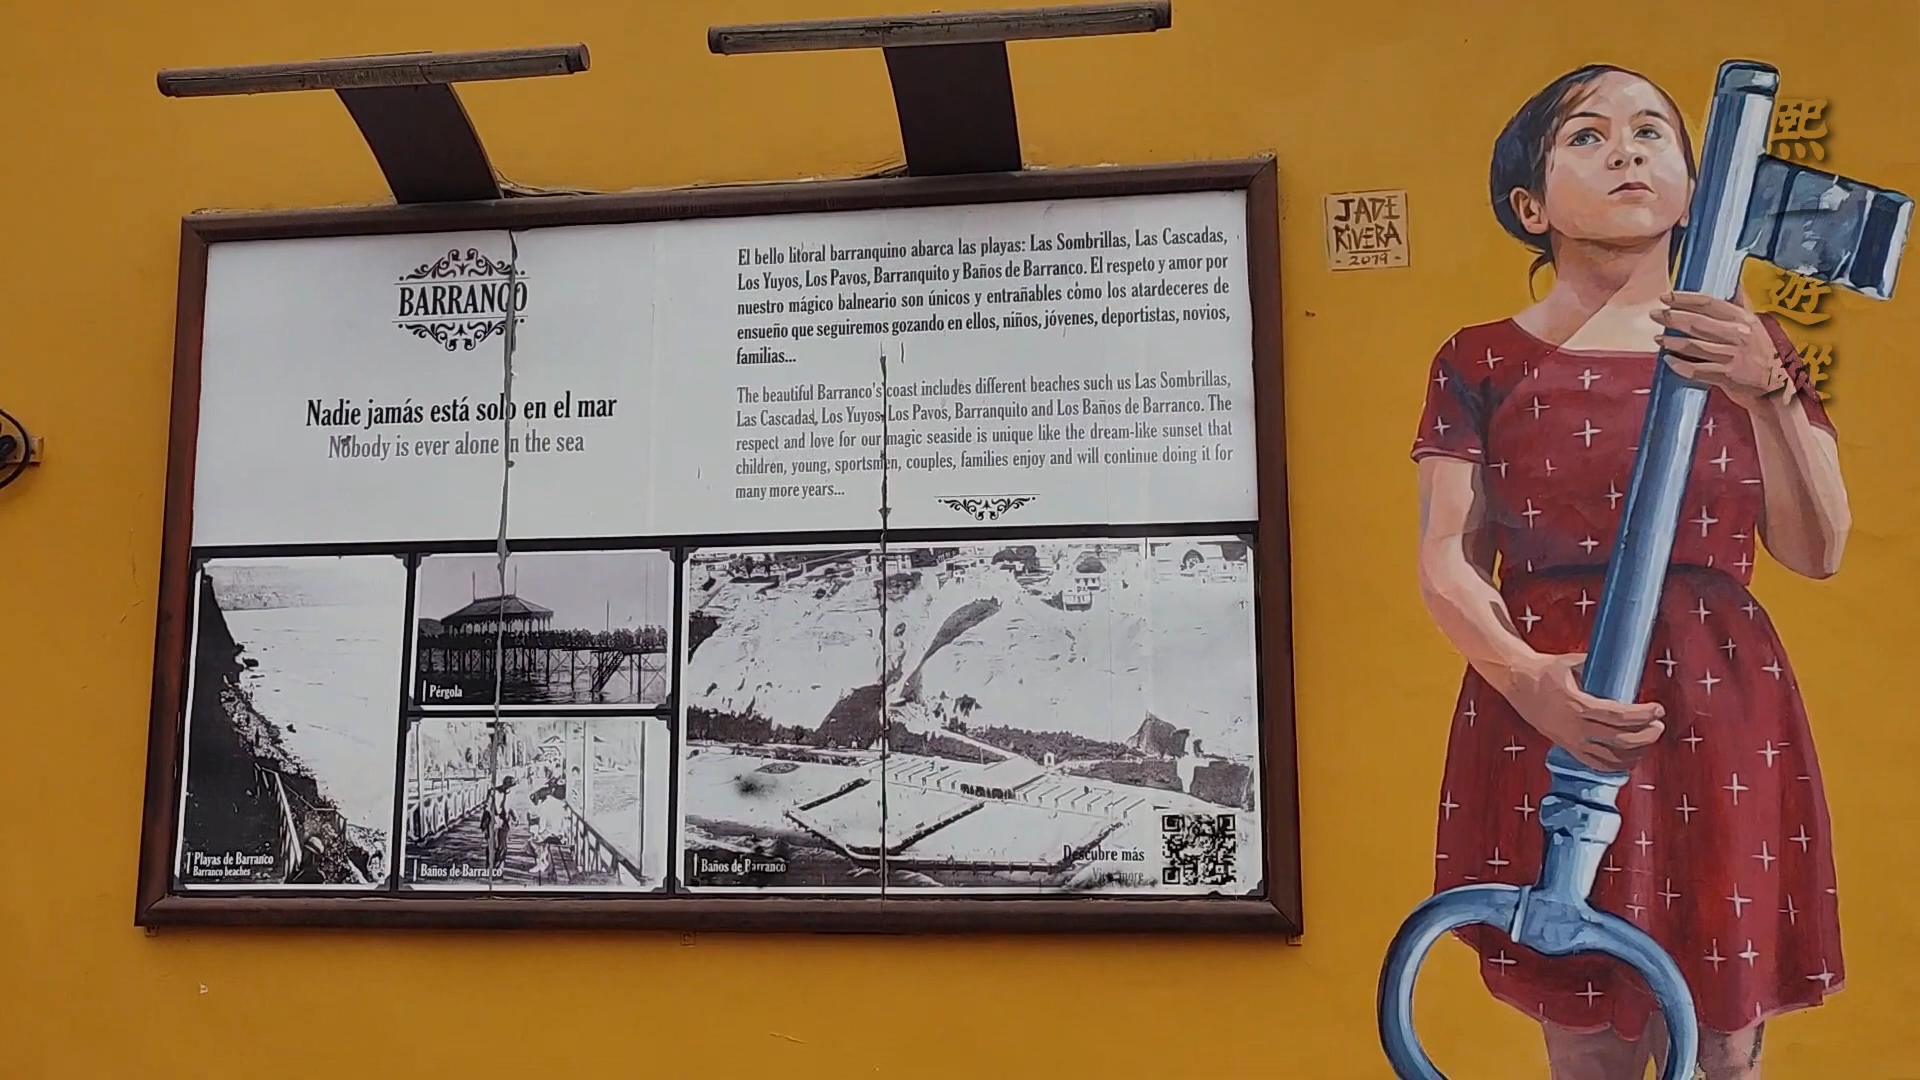 BARRANCO
Nadie jamás está solo en el mar
Nobody is ever alone in the sea
El bello litoral barranquino abarca las playas: Las Sombrillas, Las Cascadas,
Los Yuyos, Los Pavos, Barranquito y Baños de Barranco. El respeto y amor por
nuestro mágico balneario son únicos y entrañables como los atardeceres de
ensueño que seguiremos gozando en ellos, niños, jóvenes, deportistas, novios,
familias...
The beautiful Barranco's coast includes different beaches such us Las Sombrillas,
Las Cascadas, Los Yuyos, Los Pavos, Barranquito and Los Baños de Barranco. The
respect and love for our magic seaside is unique like the dream-like sunset that
children, young, sportsmen, couples, families enjoy and will continue doing it for
many more years...
Playas de Barranco
Barranco beaches
Pérgola
Baños de Barranco
Baños de Barranco
Descubre más
View more
JADE
RIVERA
- 2019 -
熙
遊
蹤